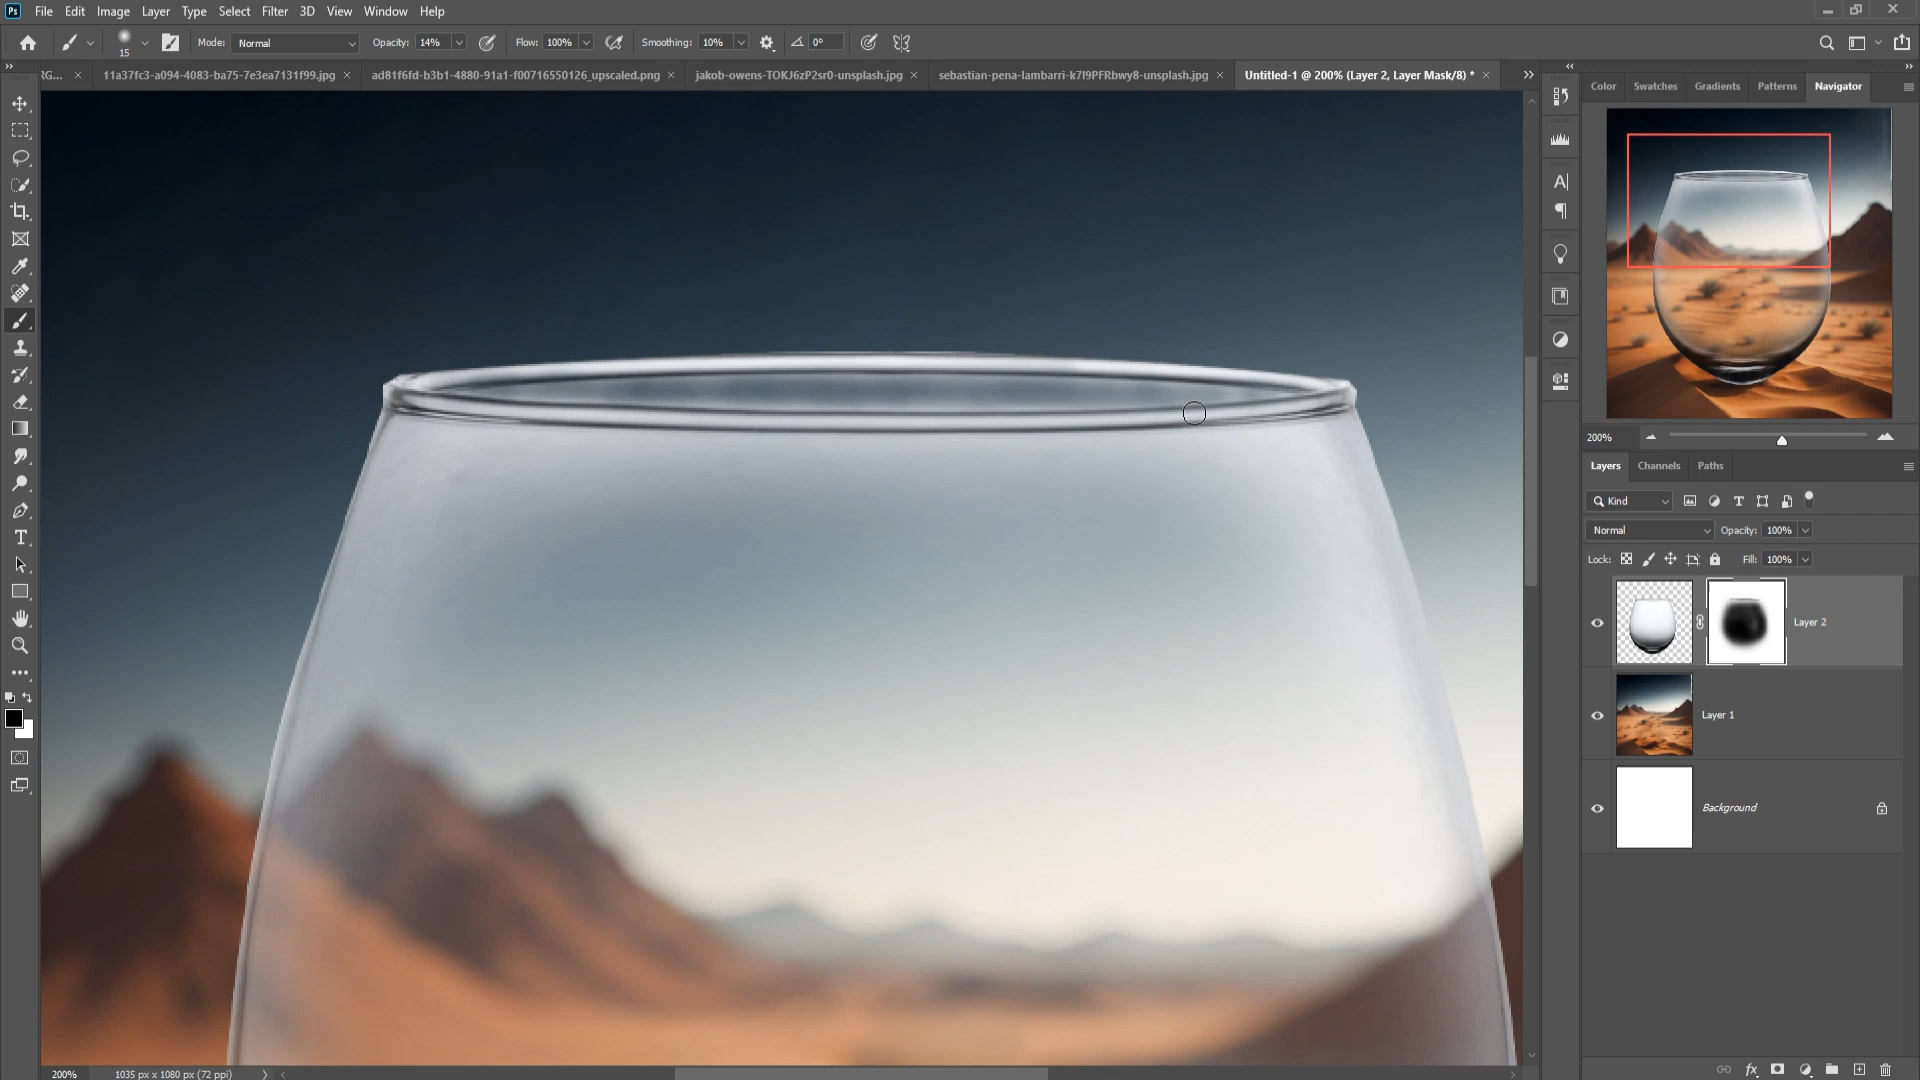 Ps File Edit Image Layer Type Select Filter 3D View Window Help
15 Mode: Normal Opacity: 14% Flow: 100% Smoothing: 10% 0°
RG... × 11a37fc3-a094-4083-ba75-7e3ea7131f99.jpg × ad81f6fd-b3b1-4880-91a1-f00716550126_upscaled.png × jakob-owens-TOKJ6zP2sr0-unsplash.jpg × sebastian-pena-lambarri-k7I9PFRbwy8-unsplash.jpg × Untitled-1 @ 200% (Layer 2, Layer Mask/8) * ×
Color Swatches Gradients Patterns Navigator
200%
Layers Channels Paths
Kind
Normal Opacity: 100%
Lock: Fill: 100%
Layer 2
Layer 1
Background
200% 1035 px x 1080 px (72 ppi)